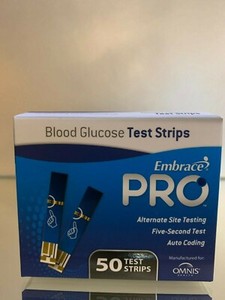 Blood Glucose Test Strips
Embrace
PRO
Alternate Site Testing
Five-Second Test
Auto Coding
50 TEST STRIPS
Manufactured for:
OMNIS